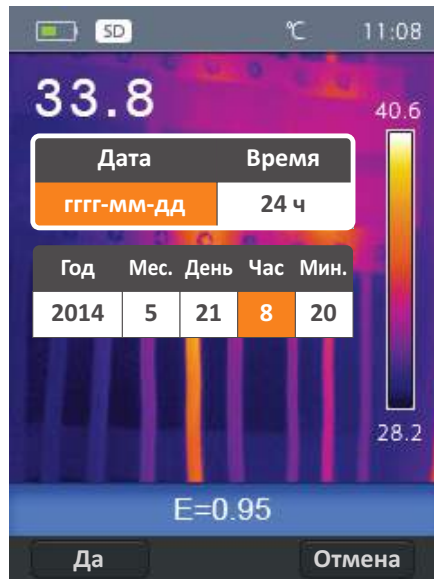 SD ℃ 11:08
33.8
40.6
Дата Время
гггг-мм-дд 24 ч
Год Мес. День Час Мин.
2014 5 21 8 20
28.2
E=0.95
Да Отмена